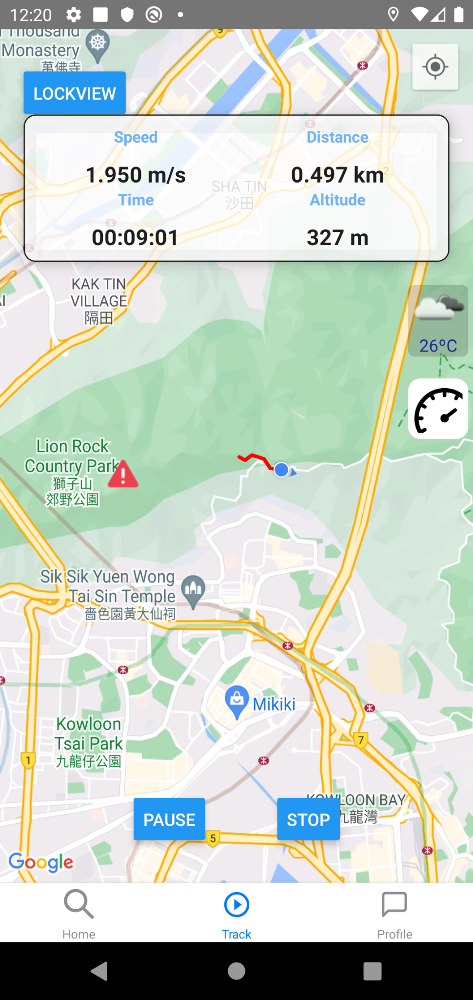 12:20
Thousand
Monastery
萬佛寺
9
LOCKVIEW
Speed
Distance
1.950 m/s
0.497 km
2
SHA TIN
沙田
Time
Altitude
00:09:01
327 m
KAK TIN
VILLAGE
隔田
26ºC
Lion Rock
Country Park
獅子山
郊野公園
Sik Sik Yuen Wong
Tai Sin Temple
嗇色園黃大仙祠
Mikiki
Kowloon
Tsai Park
九龍仔公園
7
1
KOWLOON BAY
九龍灣
PAUSE
STOP
5
Google
Home
Track
Profile